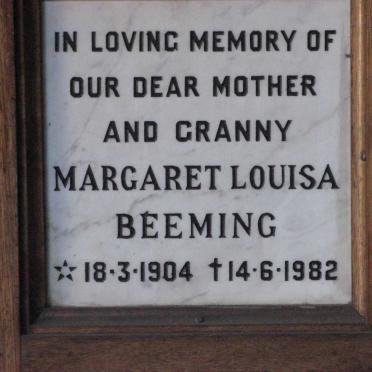 IN LOVING MEMORY OF
OUR DEAR MOTHER
AND GRANNY
MARGARET LOUISA
BEEMING
☆ 18·3·1904 †14·6·1982